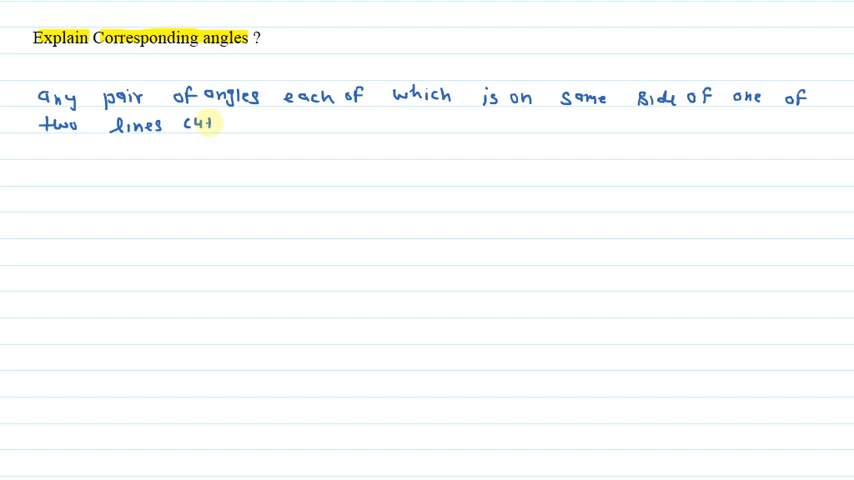 Explain Corresponding angles ?
any pair of angles each of which is on same side of one of
two lines cut